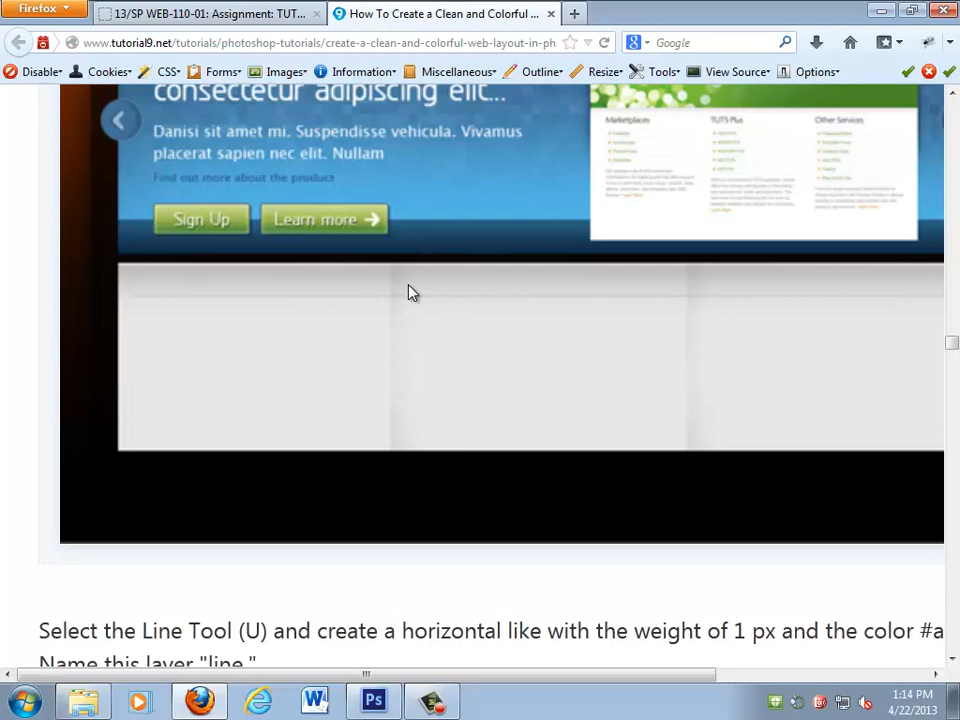 Firefox
13/SP WEB-110-01: Assignment: TUT...
How To Create a Clean and Colorful ...
www.tutorial9.net/tutorials/photoshop-tutorials/create-a-clean-and-colorful-web-layout-in-ph
Google
Disable Cookies CSS Forms Images Information Miscellaneous Outline Resize Tools View Source Options
consectetur adipiscing elit...
Danisi sit amet mi. Suspendisse vehicula. Vivamus
placerat sapien nec elit. Nullam
Find out more about the product
Sign Up
Learn more
Marketplaces
TUTS Plus
Other Services
Select the Line Tool (U) and create a horizontal like with the weight of 1 px and the color #a
Name this layer "line."
1:14 PM
4/22/2013